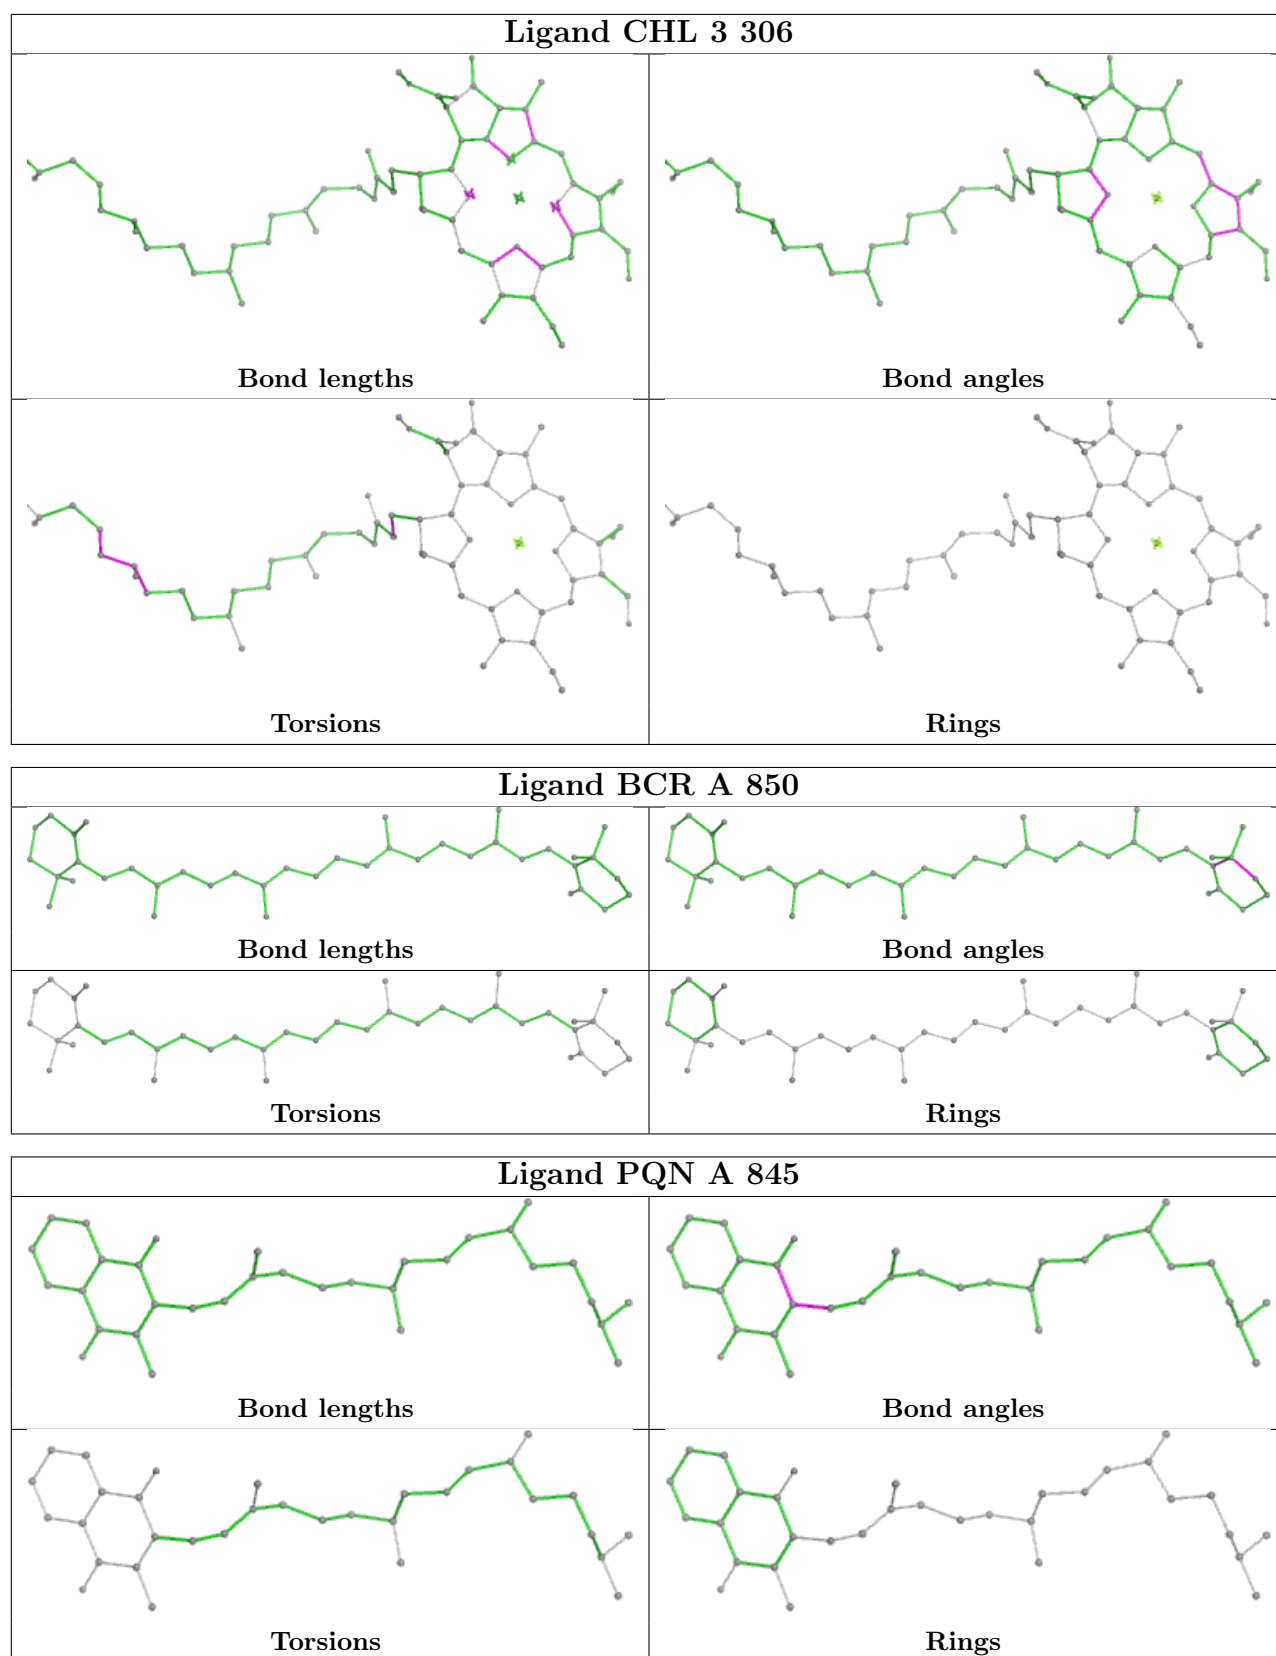 Ligand CHL 3 306
Bond lengths
Bond angles
Torsions
Rings
Ligand BCR A 850
Bond lengths
Bond angles
Torsions
Rings
Ligand PQN A 845
Bond lengths
Bond angles
Torsions
Rings